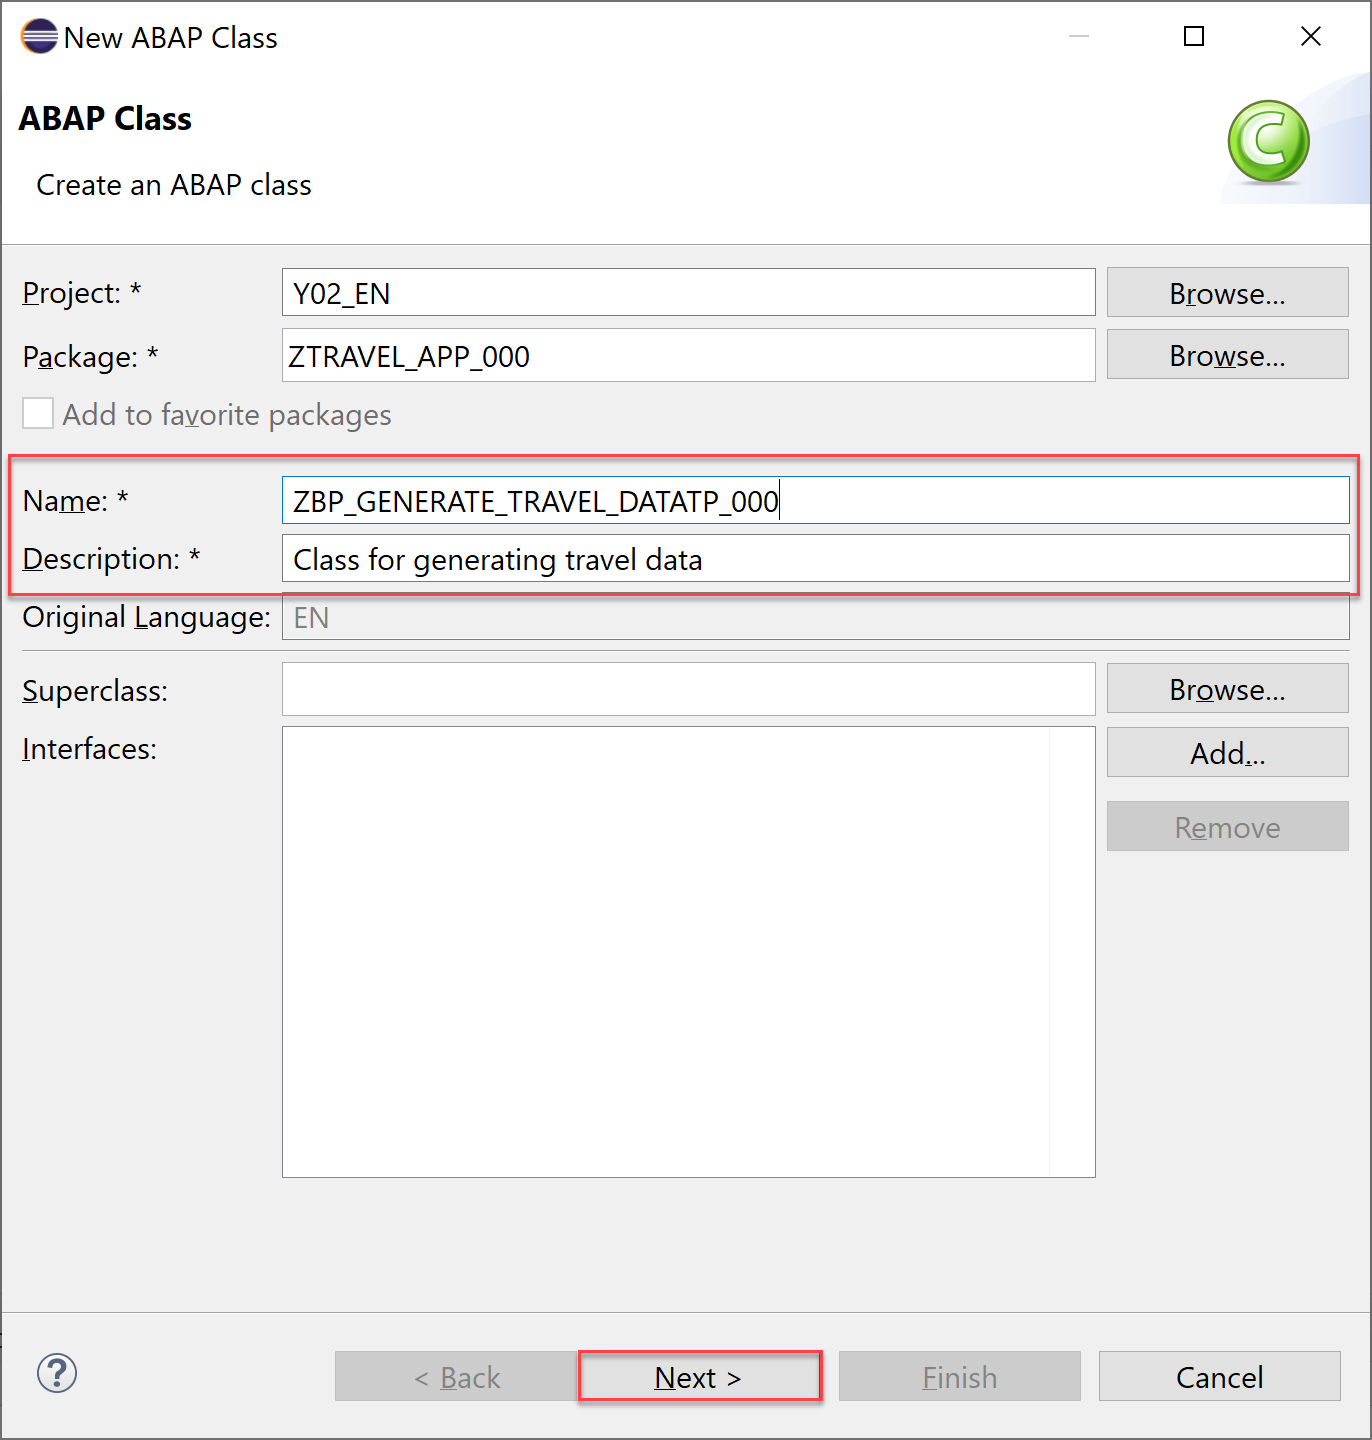 New ABAP Class
ABAP Class
Create an ABAP class
Project: * Y02_EN Browse...
Package: * ZTRAVEL_APP_000 Browse...
Add to favorite packages
Name: * ZBP_GENERATE_TRAVEL_DATATP_000
Description: * Class for generating travel data
Original Language: EN
Superclass: Browse...
Interfaces: Add...
Remove
< Back Next > Finish Cancel